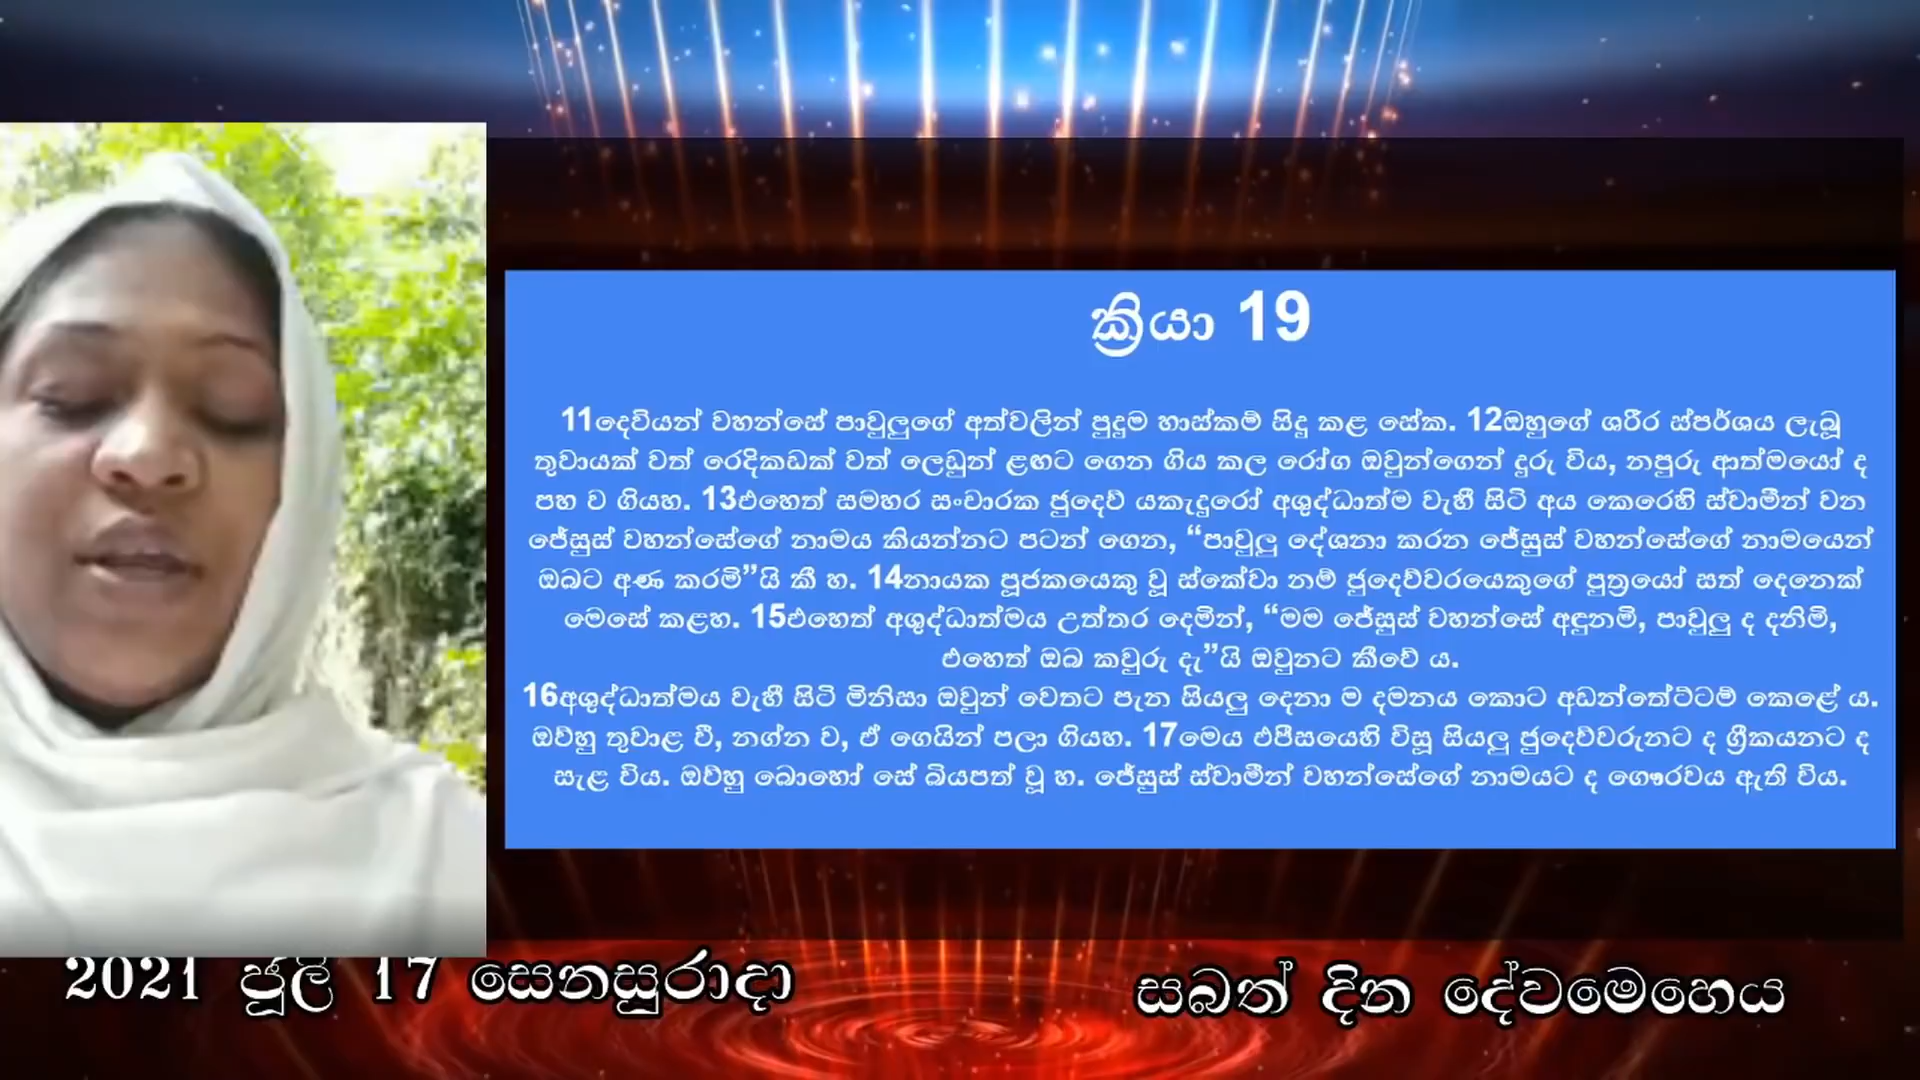 ක්‍රියා 19
11දෙවියන් වහන්සේ පාවුලුගේ අත්වලින් පුදුම හාස්කම් සිදු කළ සේක. 12ඔහුගේ ශරීර ස්පර්ශය ලැබූ
තුවායක් වත් රෙදිකඩක් වත් ලෙඩුන් ළඟට ගෙන ගිය කල රෝග ඔවුන්ගෙන් දුරු විය, නපුරු ආත්මයෝ ද
පහ ව ගියහ. 13එහෙත් සමහර සංචාරක ජුදෙව් යකැදුරෝ අශුද්ධාත්ම වැහී සිටි අය කෙරෙහි ස්වාමීන් වන
ජේසුස් වහන්සේගේ නාමය කියන්නට පටන් ගෙන, “පාවුලු දේශනා කරන ජේසුස් වහන්සේගේ නාමයෙන්
ඔබට අණ කරමි”යි කී හ. 14නායක පූජකයෙකු වූ ස්කේවා නම් ජුදෙව්වරයෙකුගේ පුත්‍රයෝ සත් දෙනෙක්
මෙසේ කළහ. 15එහෙත් අශුද්ධාත්මය උත්තර දෙමින්, “මම ජේසුස් වහන්සේ අඳුනමි, පාවුලු ද දනිමි,
එහෙත් ඔබ කවුරු දැ”යි ඔවුනට කීවේ ය.
16අශුද්ධාත්මය වැහී සිටි මිනිසා ඔවුන් වෙතට පැන සියලු දෙනා ම දමනය කොට අඩන්තේට්ටම් කෙළේ ය.
ඔව්හු තුවාළ වී, නග්න ව, ඒ ගෙයින් පලා ගියහ. 17මෙය එපීසයෙහි විසූ සියලු ජුදෙව්වරුනට ද ග්‍රීකයනට ද
සැළ විය. ඔව්හු බොහෝ සේ බියපත් වූ හ. ජේසුස් ස්වාමීන් වහන්සේගේ නාමයට ද ගෞරවය ඇති විය.
2021 ජූලි 17 සෙනසුරාදා
සබත් දින දේවමෙහෙය